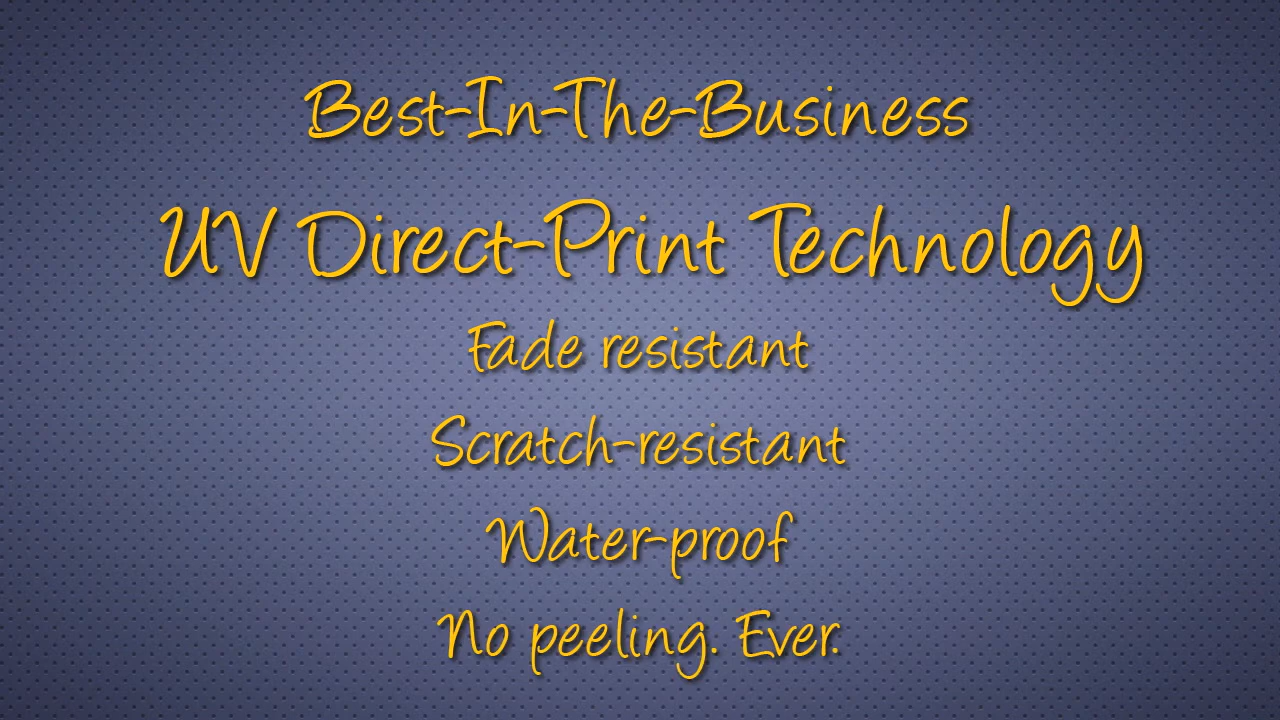 Best-In-The-Business
UV Direct-Print Technology
Fade resistant
Scratch-resistant
Water-proof
No peeling. Ever.